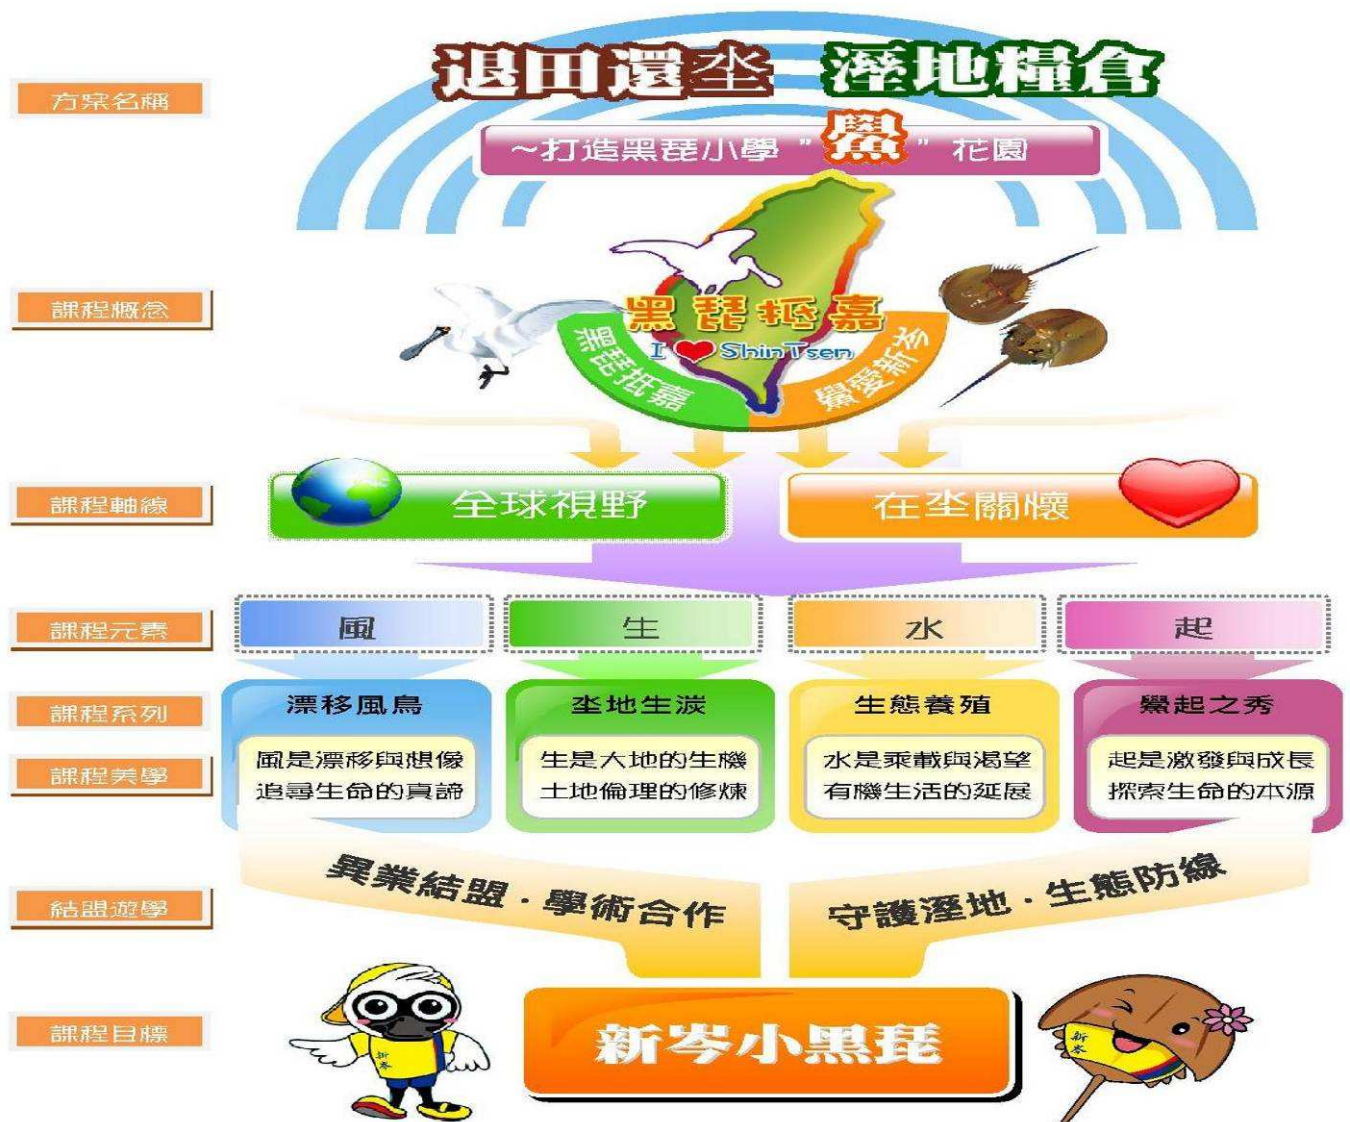 方案名稱
退田還坔－溼地糧倉
~打造黑琵小學"鱟"花園
課程概念
黑琵抵嘉
I ShinTsen
黑琵抵嘉
鱟愛新岑
課程軸線
全球視野
在坔關懷
課程元素
風
生
水
起
課程系列
漂移風鳥
坔地生湠
生態養殖
鱟起之秀
課程美學
風是漂移與想像
追尋生命的真諦
生是大地的生機
土地倫理的修煉
水是乘載與渴望
有機生活的延展
起是激發與成長
探索生命的本源
結盟遊學
異業結盟．學術合作
守護溼地．生態防線
課程目標
新岑
新岑小黑琵
新岑